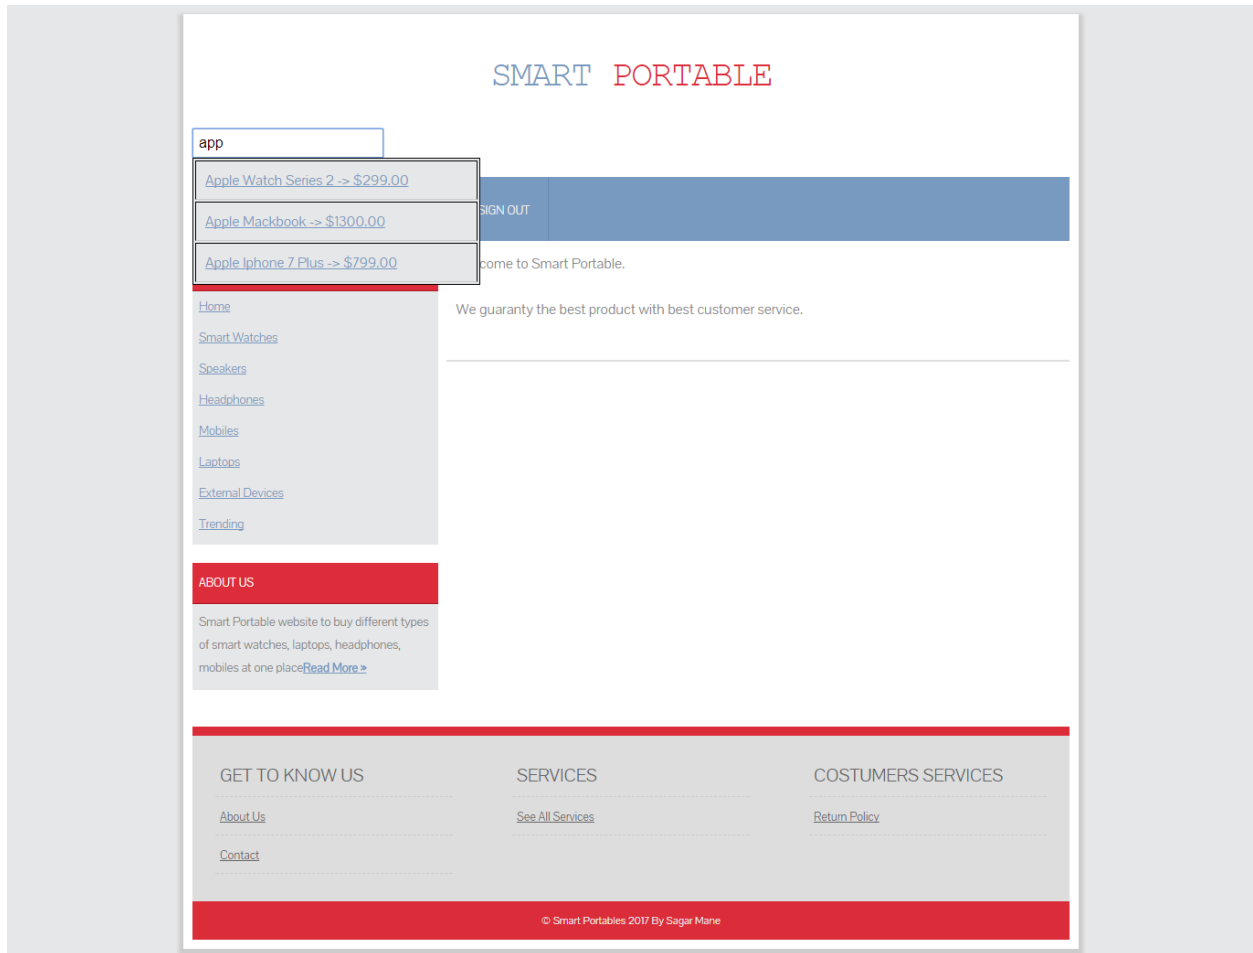 SMART PORTABLE
app
Apple Watch Series 2 -> $299.00
Apple Mackbook -> $1300.00
Apple Iphone 7 Plus -> $799.00
SIGN OUT
come to Smart Portable.
We guaranty the best product with best customer service.
Home
Smart Watches
Speakers
Headphones
Mobiles
Laptops
External Devices
Trending
ABOUT US
Smart Portable website to buy different types
of smart watches, laptops, headphones,
mobiles at one placeRead More »
GET TO KNOW US
About Us
Contact
SERVICES
See All Services
COSTUMERS SERVICES
Return Policy
© Smart Portables 2017 By Sagar Mane